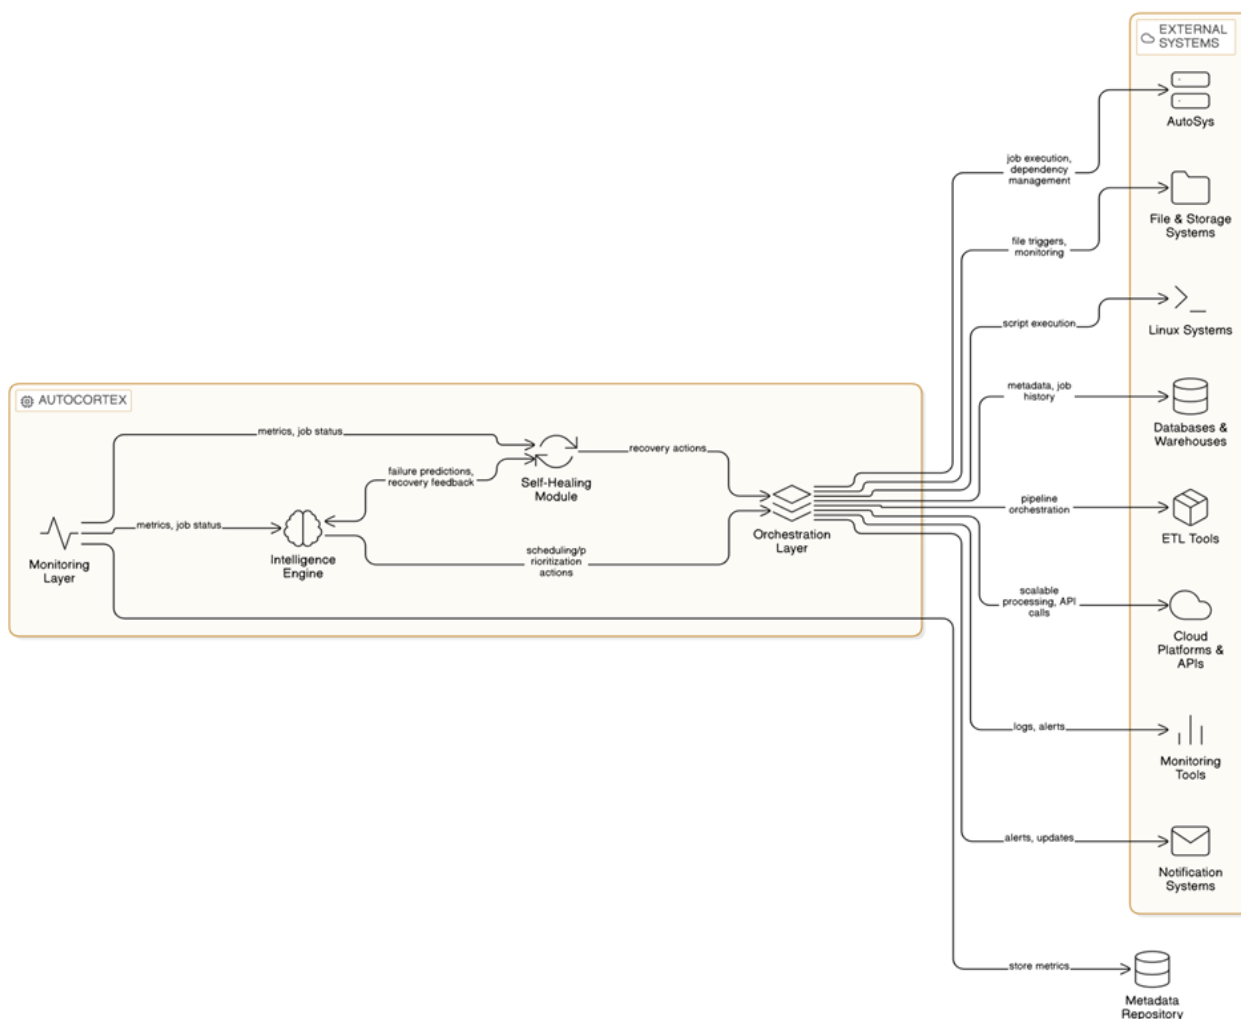 EXTERNAL
SYSTEMS
AutoSys
job execution,
dependency
management
File & Storage
Systems
file triggers,
monitoring
Linux Systems
script execution
AUTOCORTEX
metadata, job
history
Databases &
Warehouses
metrics, job status
recovery actions
failure predictions,
recovery feedback
Self-Healing
Module
pipeline
orchestration
ETL Tools
metrics, job status
Orchestration
Layer
Monitoring
Layer
Intelligence
Engine
scheduling/p
rioritization
actions
scalable
processing, API
calls
Cloud
Platforms &
APIs
logs, alerts
Monitoring
Tools
alerts, updates
Notification
Systems
store metrics
Metadata
Repository